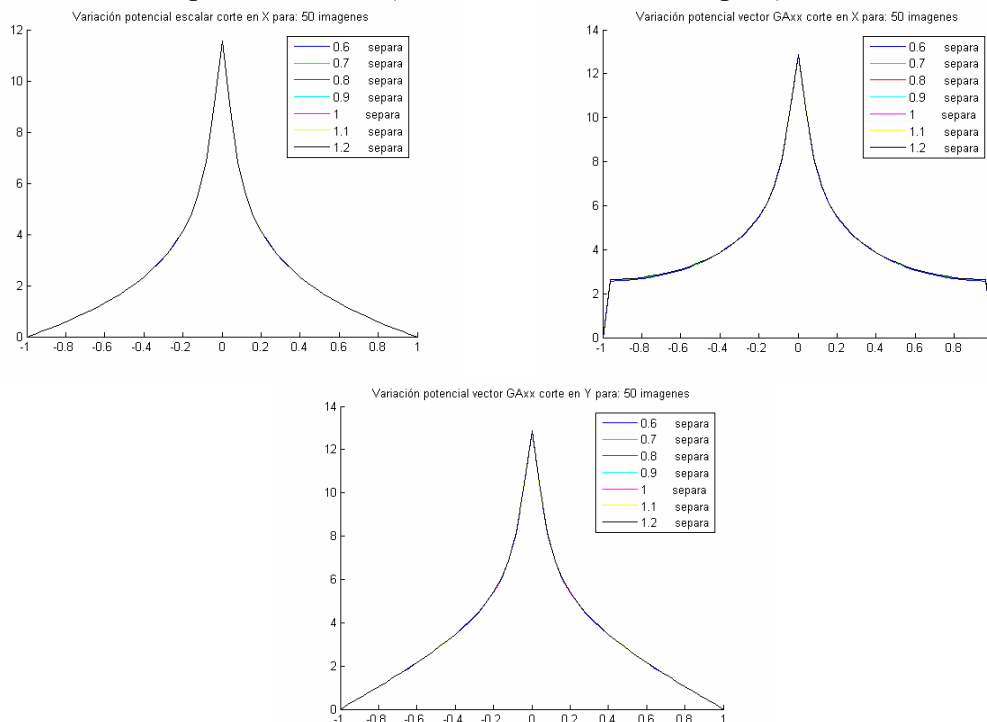 Variación potencial escalar corte en X para: 50 imagenes
12
10
8
6
4
2
0
-1 -0.8 -0.6 -0.4 -0.2 0 0.2 0.4 0.6 0.8 1
0.6 separa
0.7 separa
0.8 separa
0.9 separa
1 separa
1.1 separa
1.2 separa
Variación potencial vector GAxx corte en X para: 50 imagenes
14
12
10
8
6
4
2
0
-1 -0.8 -0.6 -0.4 -0.2 0 0.2 0.4 0.6 0.8
0.6 separa
0.7 separa
0.8 separa
0.9 separa
1 separa
1.1 separa
1.2 separa
Variación potencial vector GAxx corte en Y para: 50 imagenes
14
12
10
8
6
4
2
0
-1 -0.8 -0.6 -0.4 -0.2 0 0.2 0.4 0.6 0.8 1
0.6 separa
0.7 separa
0.8 separa
0.9 separa
1 separa
1.1 separa
1.2 separa